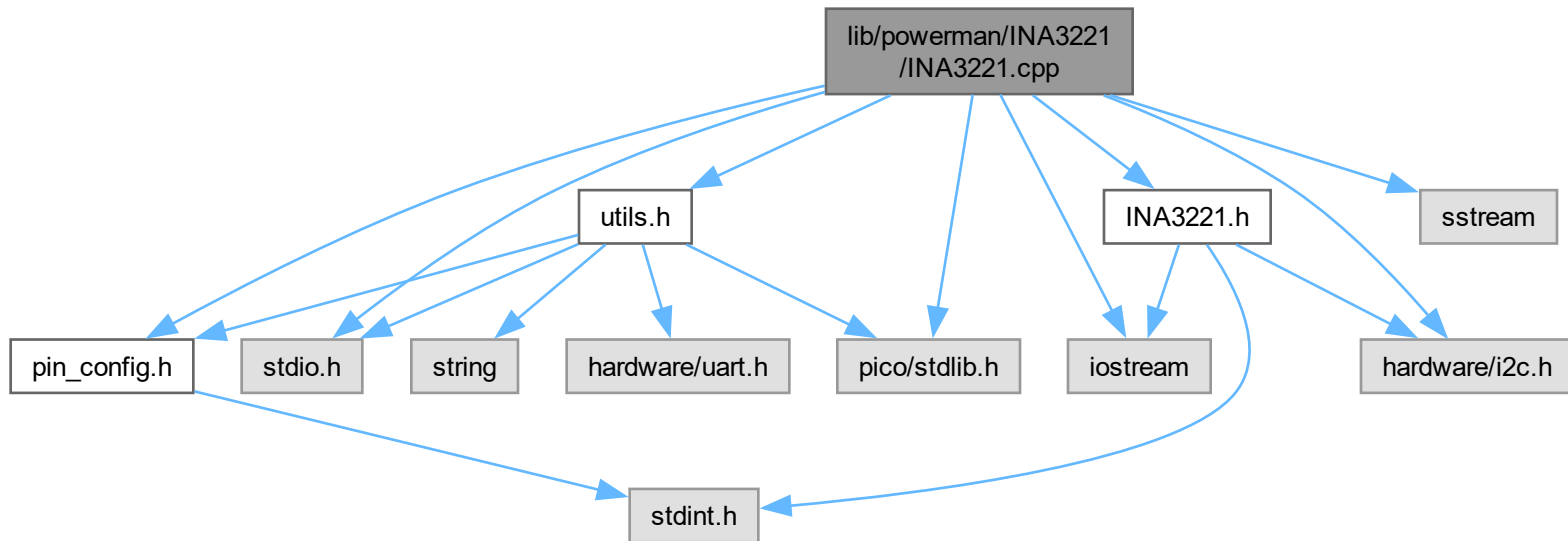 lib/powerman/INA3221
/INA3221.cpp
utils.h
INA3221.h
sstream
pin_config.h
stdio.h
string
hardware/uart.h
pico/stdlib.h
iostream
hardware/i2c.h
stdint.h